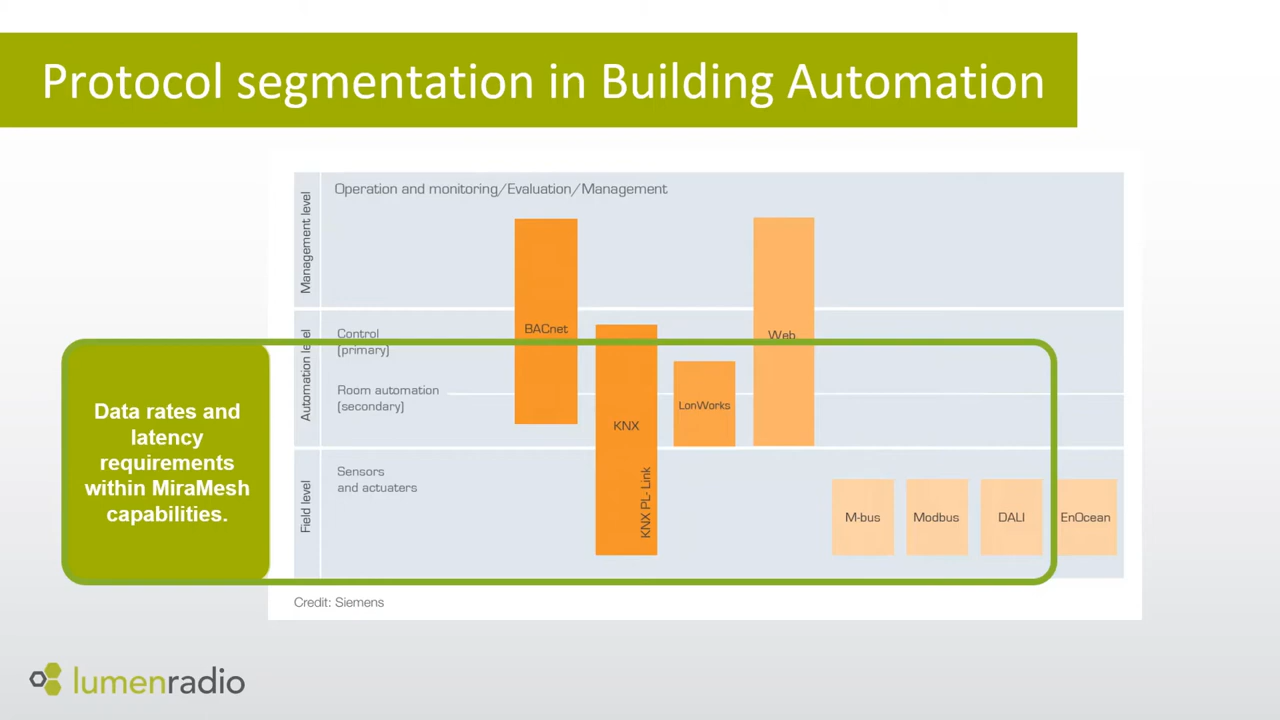 Protocol segmentation in Building Automation
Management level
Operation and monitoring/Evaluation/Management
BACnet
Web
Automation level
Control
(primary)
Room automation
(secondary)
LonWorks
KNX
KNX PL- Link
Data rates and
latency
requirements
within MiraMesh
capabilities.
Field level
Sensors
and actuaters
M-bus
Modbus
DALI
EnOcean
Credit: Siemens
lumenradio